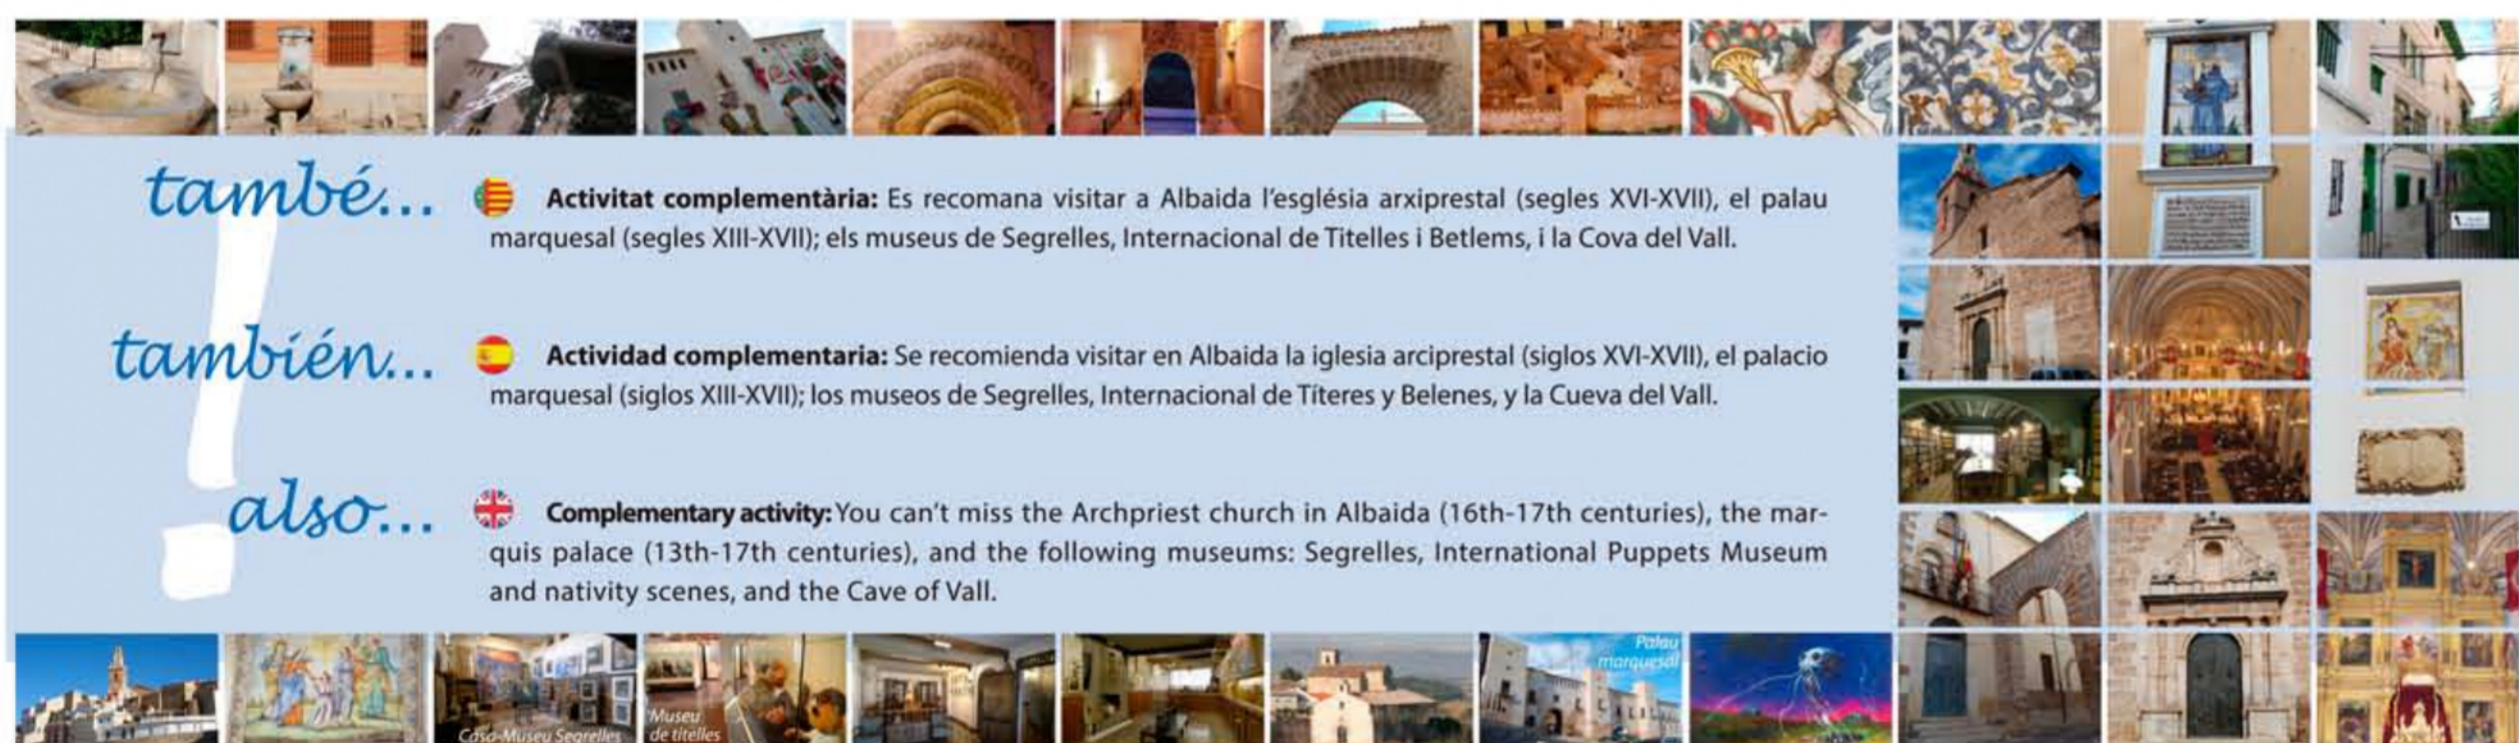 també...
Activitat complementària: Es recomana visitar a Albaida l'església arxiprestal (segles XVI-XVII), el palau
marquesal (segles XIII-XVII); els museus de Segrelles, Internacional de Titelles i Betlems, i la Cova del Vall.
también...
Actividad complementaria: Se recomienda visitar en Albaida la iglesia arciprestal (siglos XVI-XVII), el palacio
marquesal (siglos XIII-XVII); los museos de Segrelles, Internacional de Títeres y Belenes, y la Cueva del Vall.
!
also...
Complementary activity: You can't miss the Archpriest church in Albaida (16th-17th centuries), the mar-
quis palace (13th-17th centuries), and the following museums: Segrelles, International Puppets Museum
and nativity scenes, and the Cave of Vall.
Casa-Museu Segrelles
Museu
de titelles
Palau
marquesal